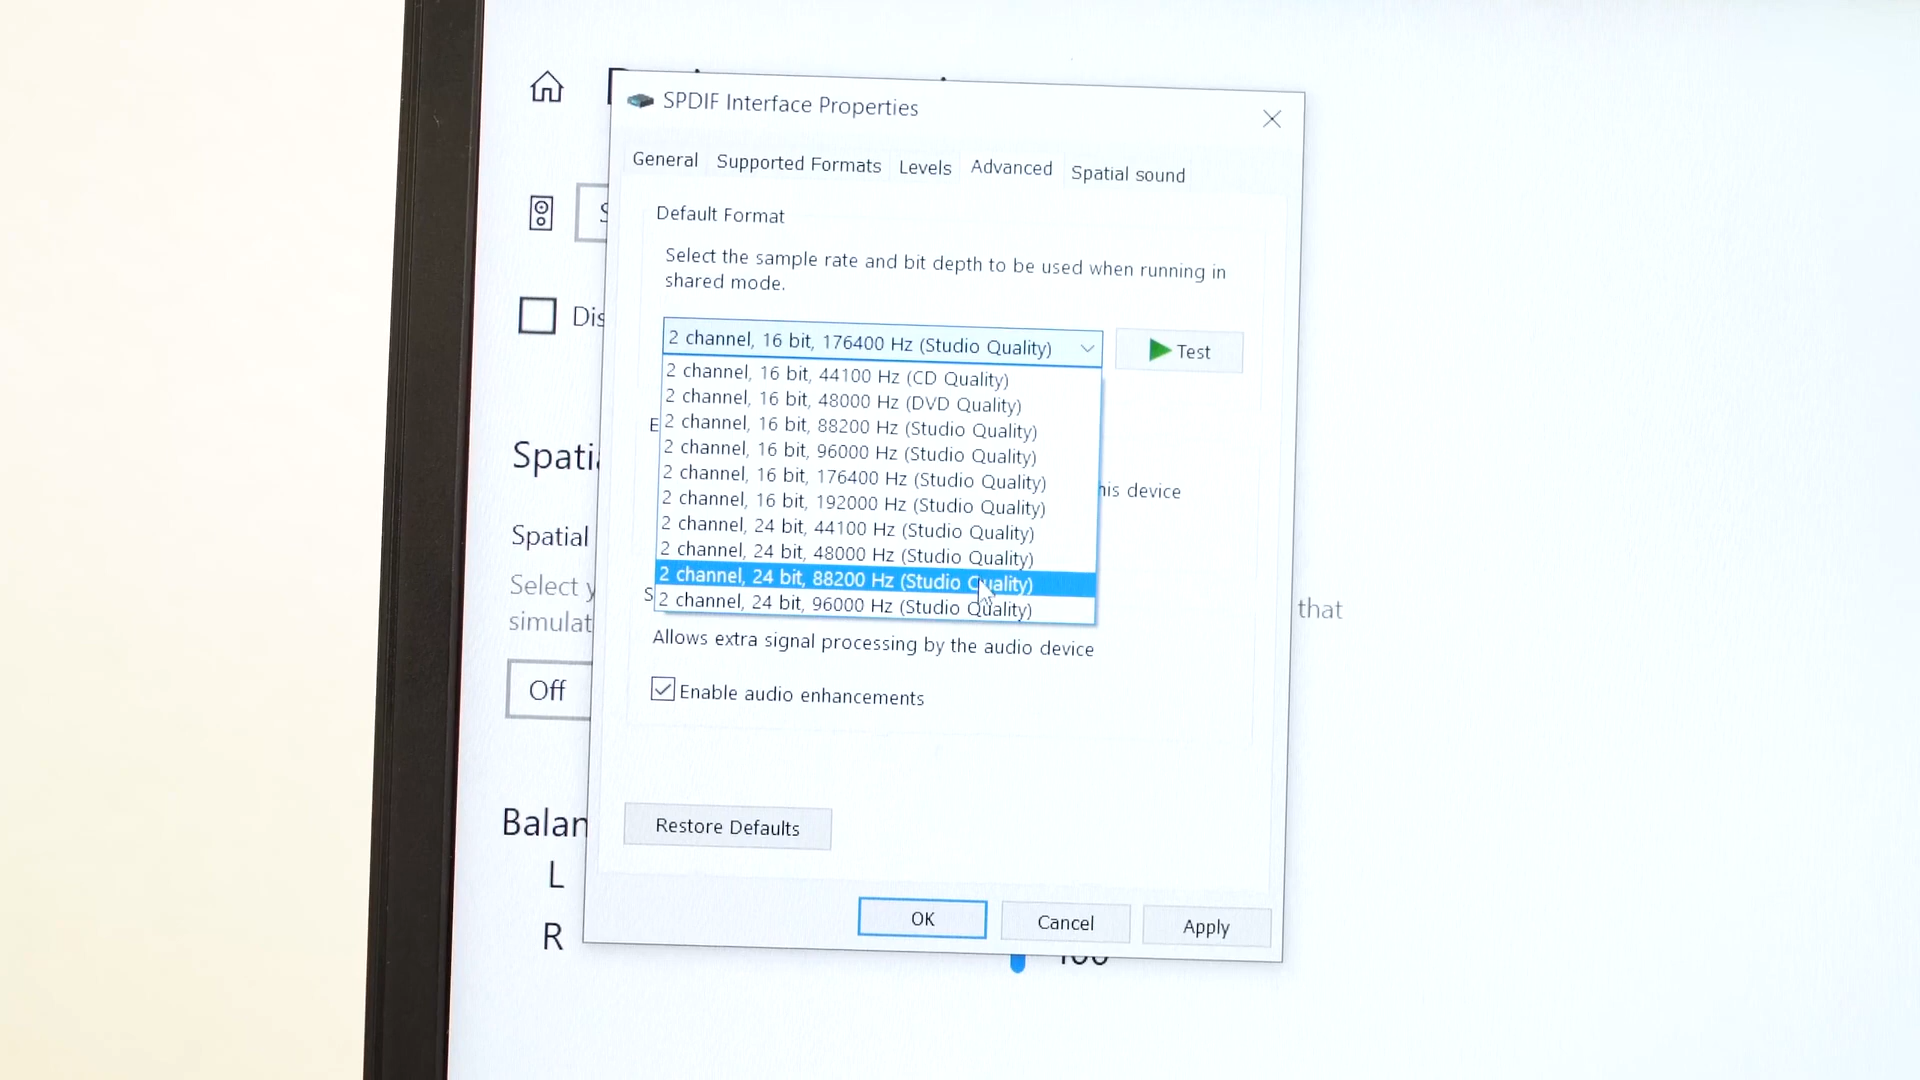 SPDIF Interface Properties
General Supported Formats Levels Advanced Spatial sound
Default Format
Select the sample rate and bit depth to be used when running in
shared mode.
Dis
2 channel, 16 bit, 176400 Hz (Studio Quality)
Test
2 channel, 16 bit, 44100 Hz (CD Quality)
2 channel, 16 bit, 48000 Hz (DVD Quality)
2 channel, 16 bit, 88200 Hz (Studio Quality)
2 channel, 16 bit, 96000 Hz (Studio Quality)
2 channel, 16 bit, 176400 Hz (Studio Quality)
2 channel, 16 bit, 192000 Hz (Studio Quality)
2 channel, 24 bit, 44100 Hz (Studio Quality)
2 channel, 24 bit, 48000 Hz (Studio Quality)
2 channel, 24 bit, 88200 Hz (Studio Quality)
2 channel, 24 bit, 96000 Hz (Studio Quality)
E
his device
S
Allows extra signal processing by the audio device
Enable audio enhancements
Restore Defaults
OK Cancel Apply
Spati
Spatial
Select y
simulat
that
Off
Balan
L
R
100